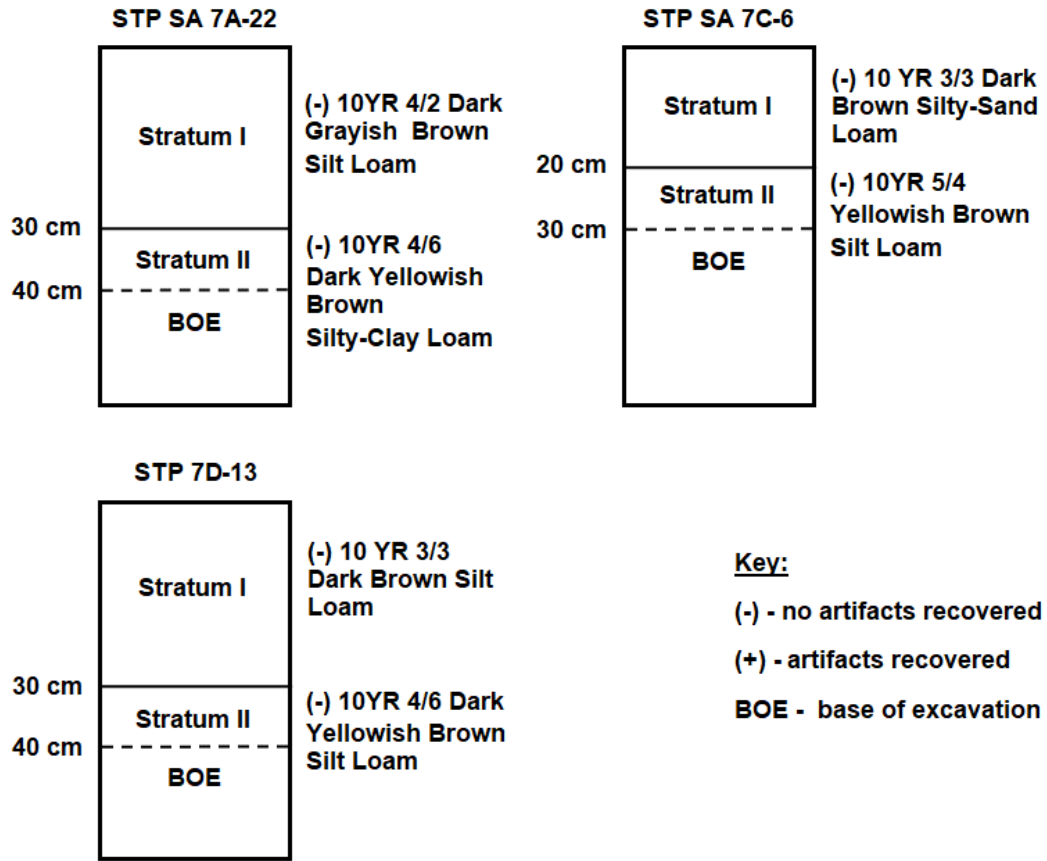 STP SA 7A-22
Stratum I
(-) 10YR 4/2 Dark
Grayish Brown
Silt Loam
30 cm
Stratum II
(-) 10YR 4/6
Dark Yellowish
Brown
Silty-Clay Loam
40 cm
BOE
STP SA 7C-6
Stratum I
(-) 10 YR 3/3 Dark
Brown Silty-Sand
Loam
20 cm
Stratum II
(-) 10YR 5/4
Yellowish Brown
Silt Loam
30 cm
BOE
STP 7D-13
Stratum I
(-) 10 YR 3/3
Dark Brown Silt
Loam
30 cm
Stratum II
(-) 10YR 4/6 Dark
Yellowish Brown
Silt Loam
40 cm
BOE
Key:
(-) - no artifacts recovered
(+) - artifacts recovered
BOE - base of excavation